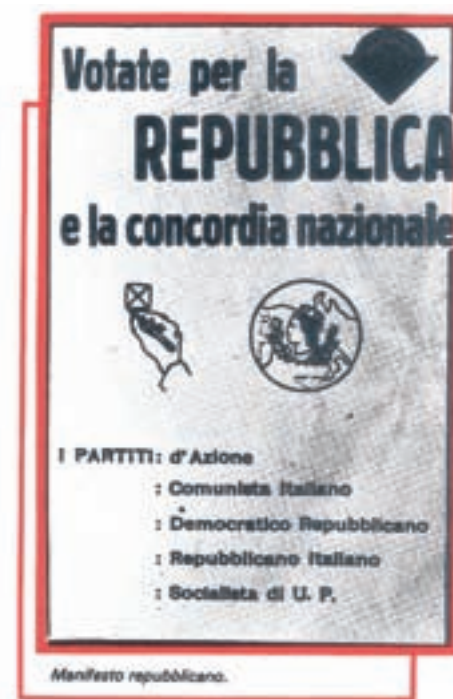 Votate per la
REPUBBLICA
e la concordia nazionale
I PARTITI: d'Azione
: Comunista Italiano
: Democratico Repubblicano
: Repubblicano Italiano
: Socialista di U. P.
Manifesto repubblicano.